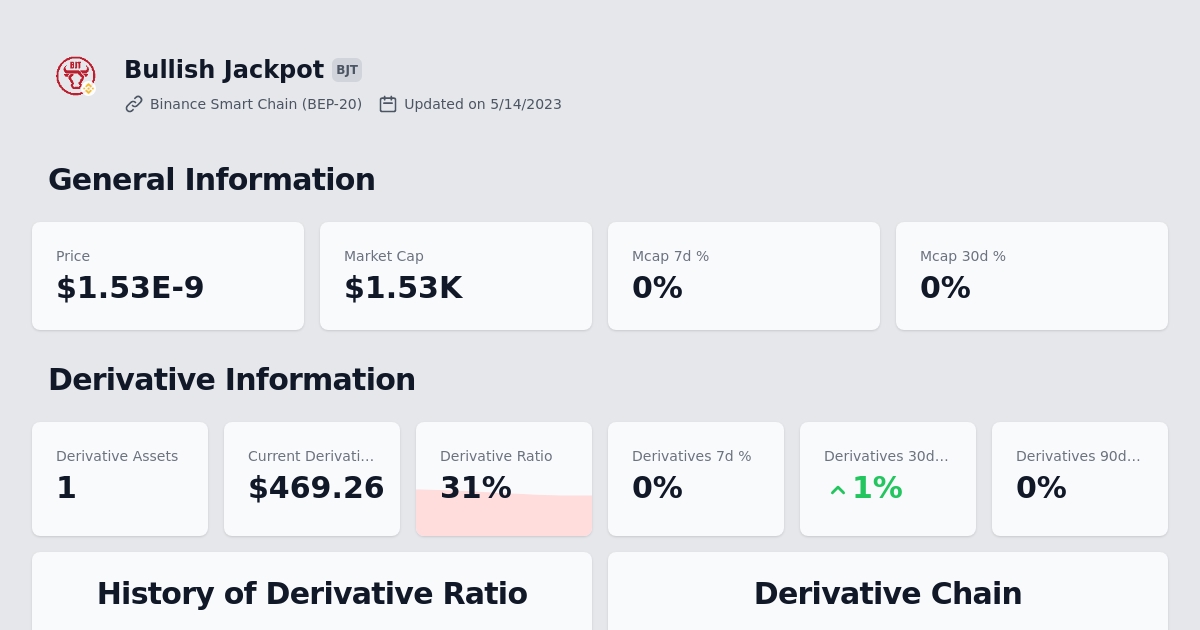 BJT
Bullish Jackpot BJT
Binance Smart Chain (BEP-20) Updated on 5/14/2023
General Information
Price
$1.53E-9
Market Cap
$1.53K
Mcap 7d %
0%
Mcap 30d %
0%
Derivative Information
Derivative Assets
1
Current Derivati...
$469.26
Derivative Ratio
31%
Derivatives 7d %
0%
Derivatives 30d...
1%
Derivatives 90d...
0%
History of Derivative Ratio
Derivative Chain